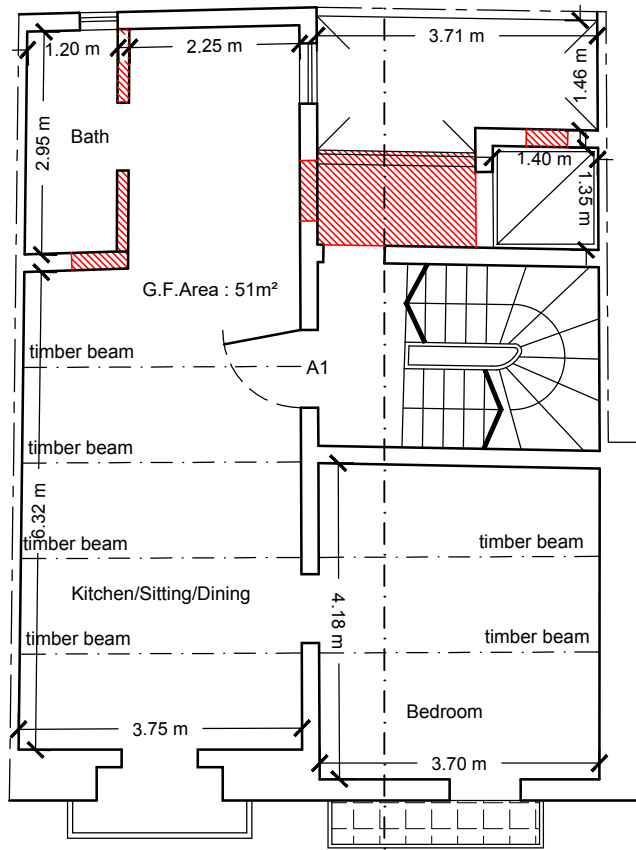 1.20 m
2.25 m
3.71 m
1.46 m
Bath
2.95 m
1.40 m
1.35 m
G.F.Area : 51m²
timber beam
A1
timber beam
6.32 m
timber beam
timber beam
Kitchen/Sitting/Dining
4.18 m
timber beam
timber beam
Bedroom
3.75 m
3.70 m